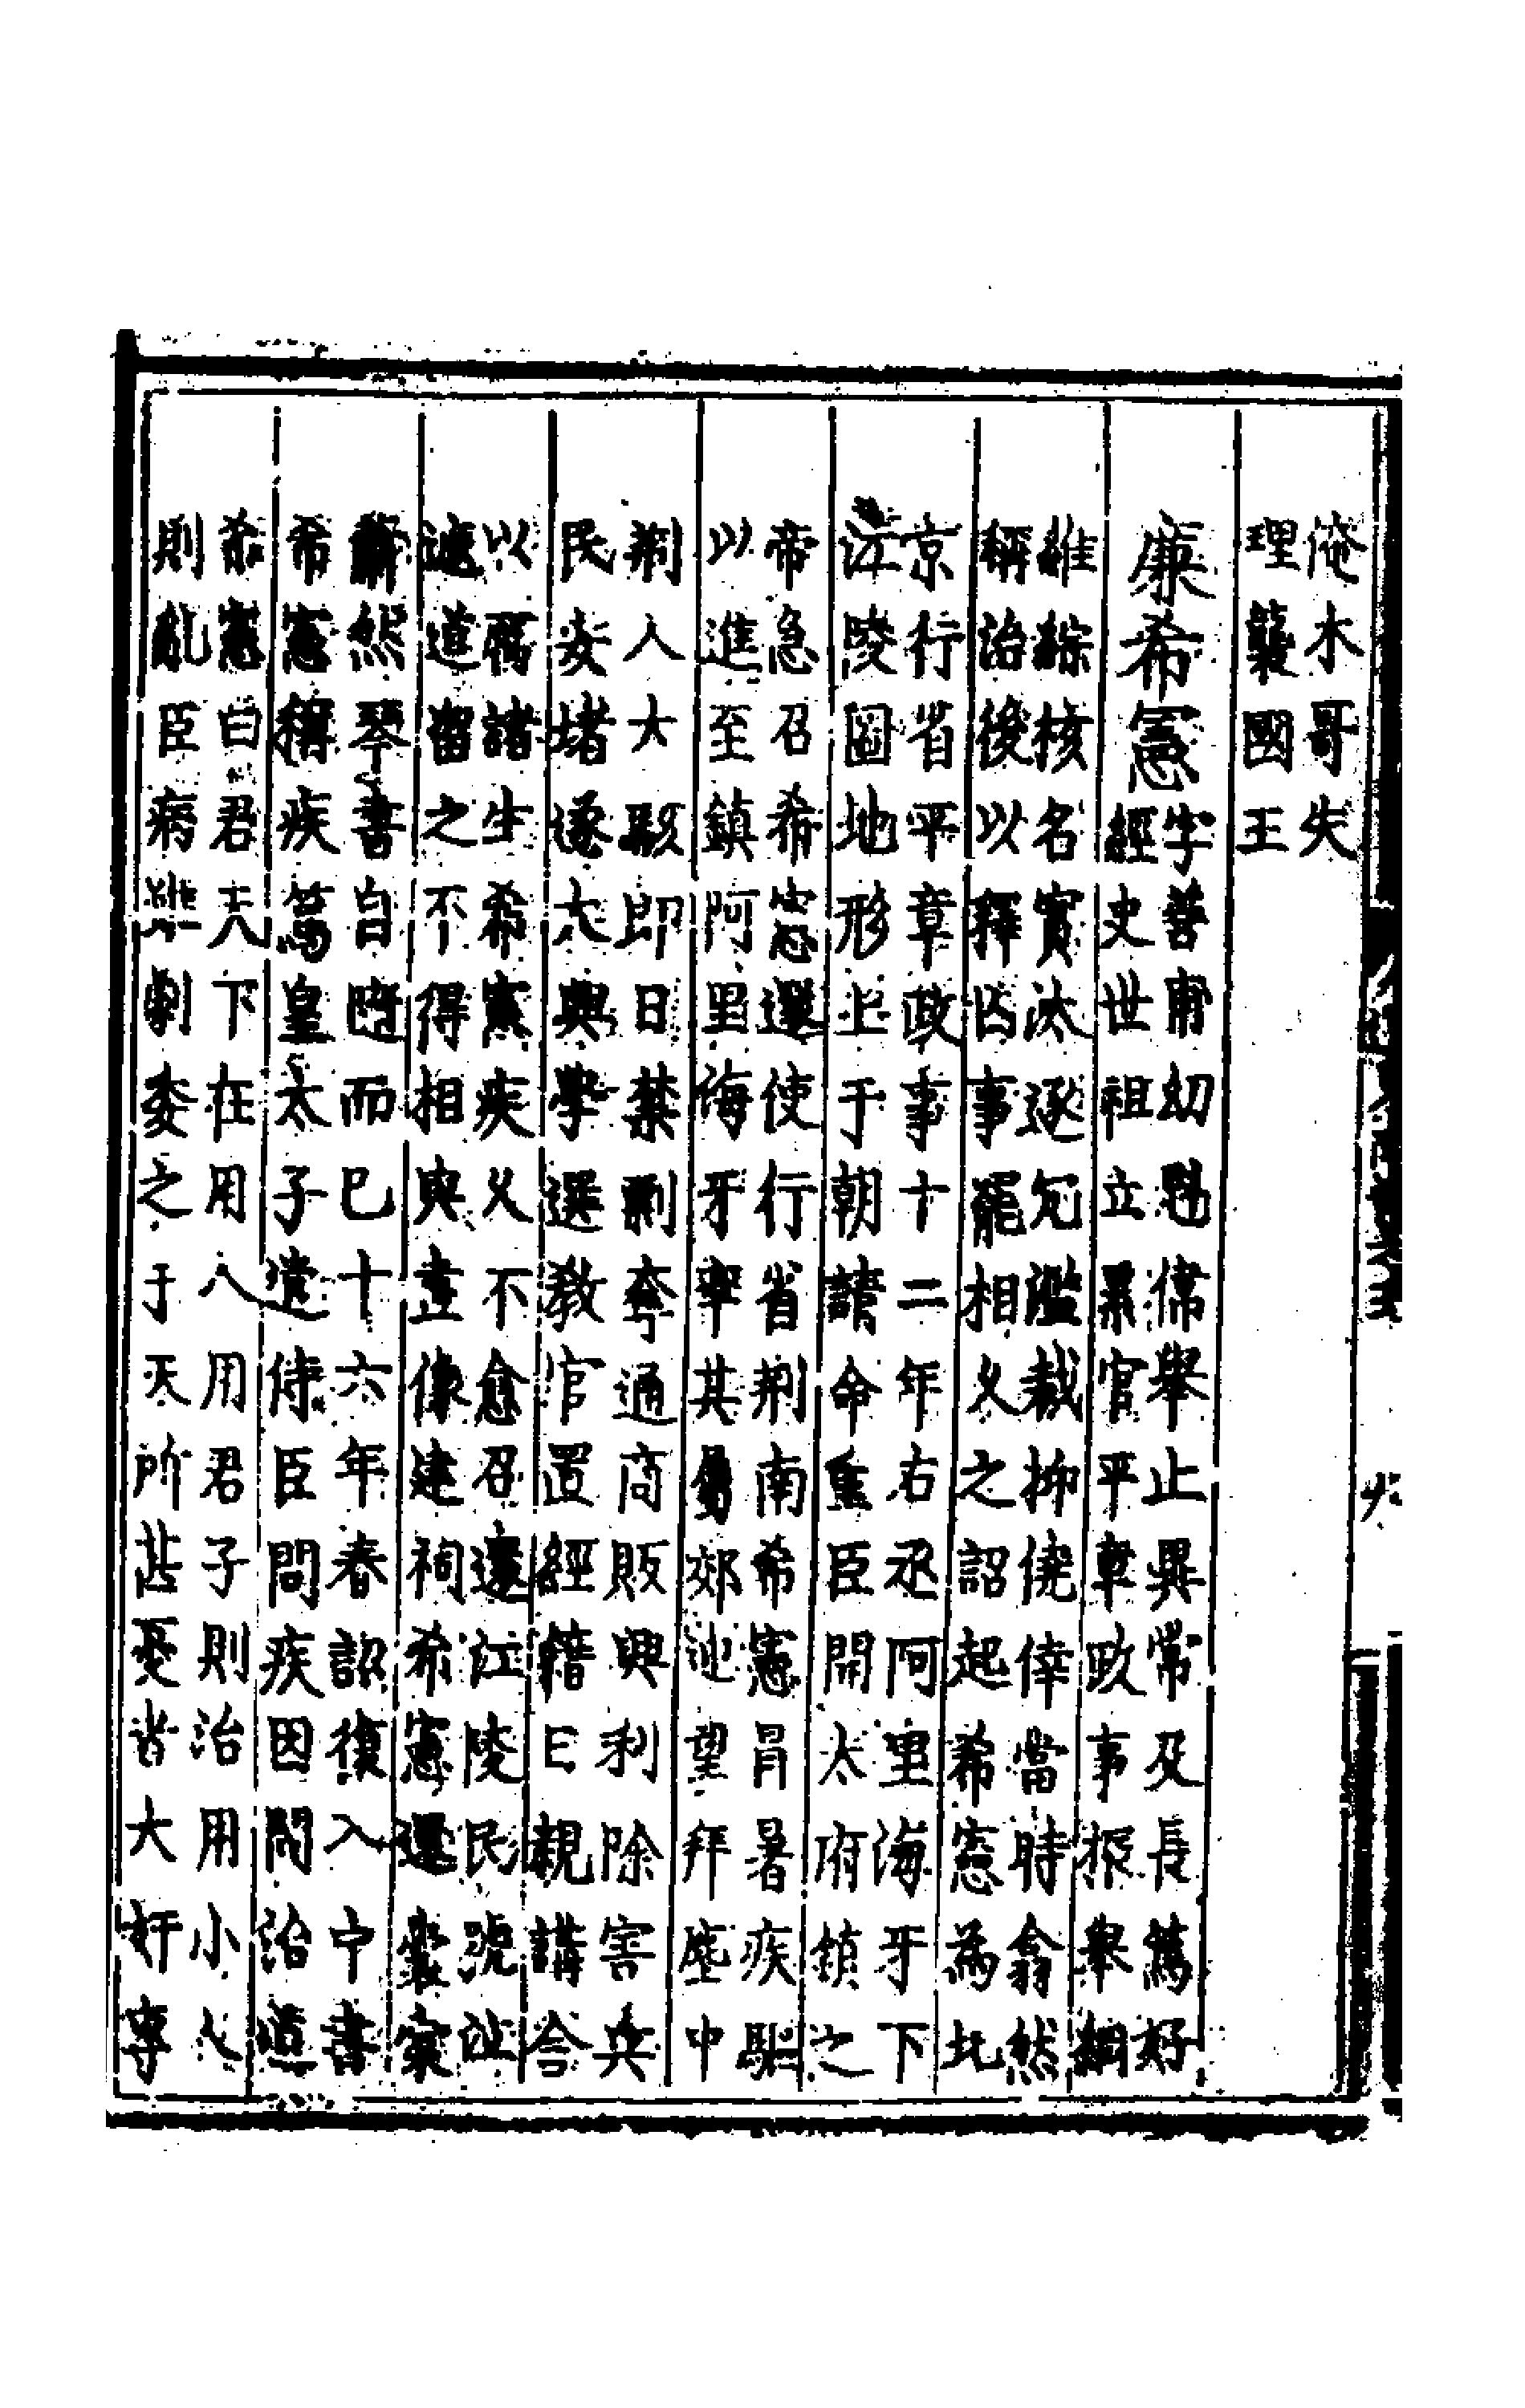 俺木哥失
理襲國王
廉希憲
字善甫幼魁偉舉止異常及長篤好
經史世祖立累官平章政事振舉綱
維綜核名實汰逐冗濫裁抑僥倖當時翕然
稱治後以釋囚事罷相乂之詔起希憲為北
京行省平章政事十二年右丞阿里海牙下
江陵圖地形上于朝請命重臣開大府鎮之
帝急召希憲還使行省荆南希憲冐暑疾驅
以進至鎮阿里海牙率其屬郊迎望拜塵中
荆人大駭即日禁剽奪通商販興利除害兵
民安堵遂大興學選教官置經籍日親講舍
以厲諸生希憲疾乂不愈召還江陵民號泣
遮道留之不得相與畫像建祠希憲還槖
蕭然琴書自隨而巳十六年春詔復入中書
希憲稱疾篤皇太子遣侍臣問疾因問治道
希憲曰君天下在用人用君子則治用小人
則亂臣病雖劇委之于天所甚憂者大奸專